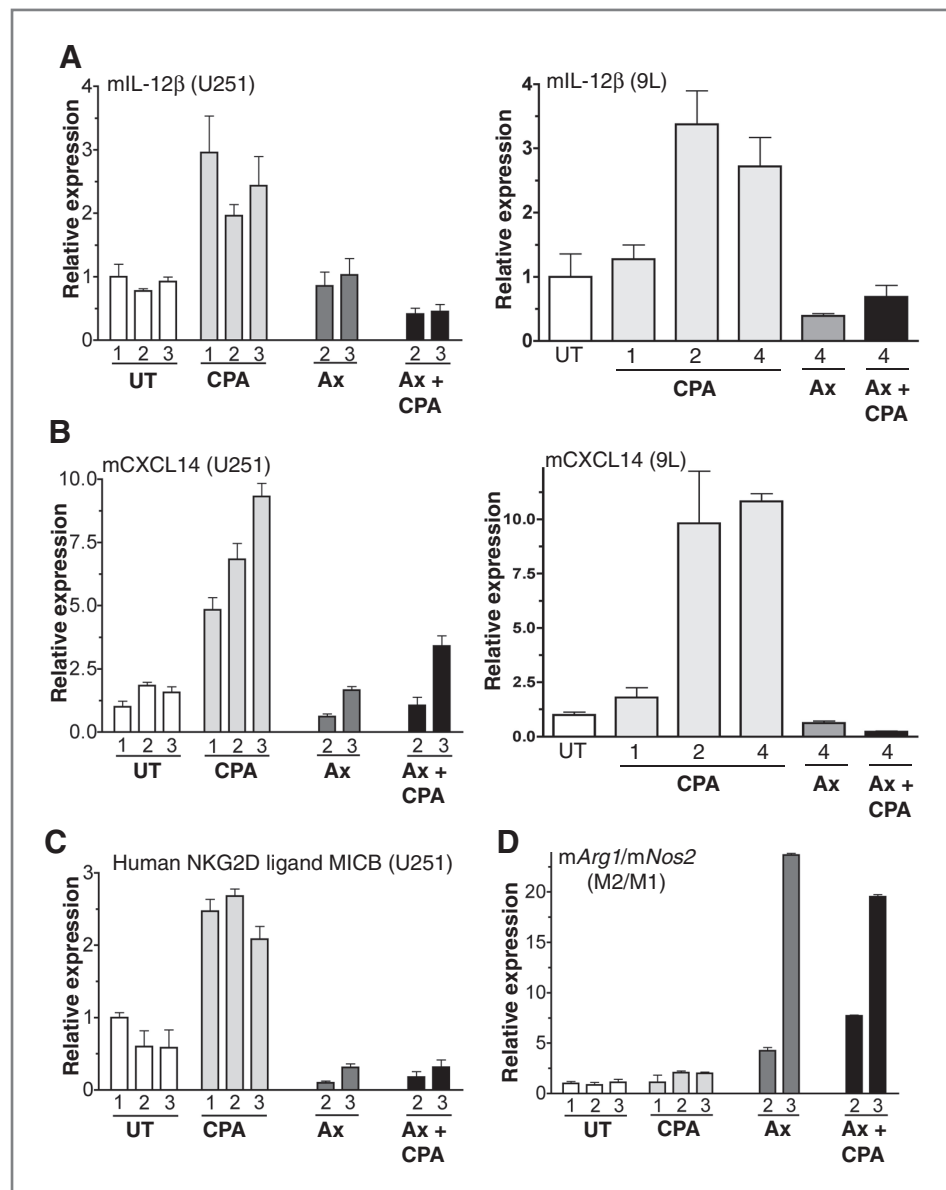 A
mIL-12β (U251)
Relative expression
4
3
2
1
0
1 2 3 1 2 3 2 3 2 3
UT CPA Ax Ax +
CPA
mIL-12β (9L)
Relative expression
4
3
2
1
0
UT 1 2 4 4 4
CPA Ax Ax +
CPA
B
mCXCL14 (U251)
Relative expression
10.0
7.5
5.0
2.5
0.0
1 2 3 1 2 3 2 3 2 3
UT CPA Ax Ax +
CPA
mCXCL14 (9L)
Relative expression
10.0
7.5
5.0
2.5
0.0
UT 1 2 4 4 4
CPA Ax Ax +
CPA
C
Human NKG2D ligand MICB (U251)
Relative expression
3
2
1
0
1 2 3 1 2 3 2 3 2 3
UT CPA Ax Ax +
CPA
D
mArg1/mNos2
(M2/M1)
Relative expression
20
15
10
5
0
1 2 3 1 2 3 2 3 2 3
UT CPA Ax Ax +
CPA